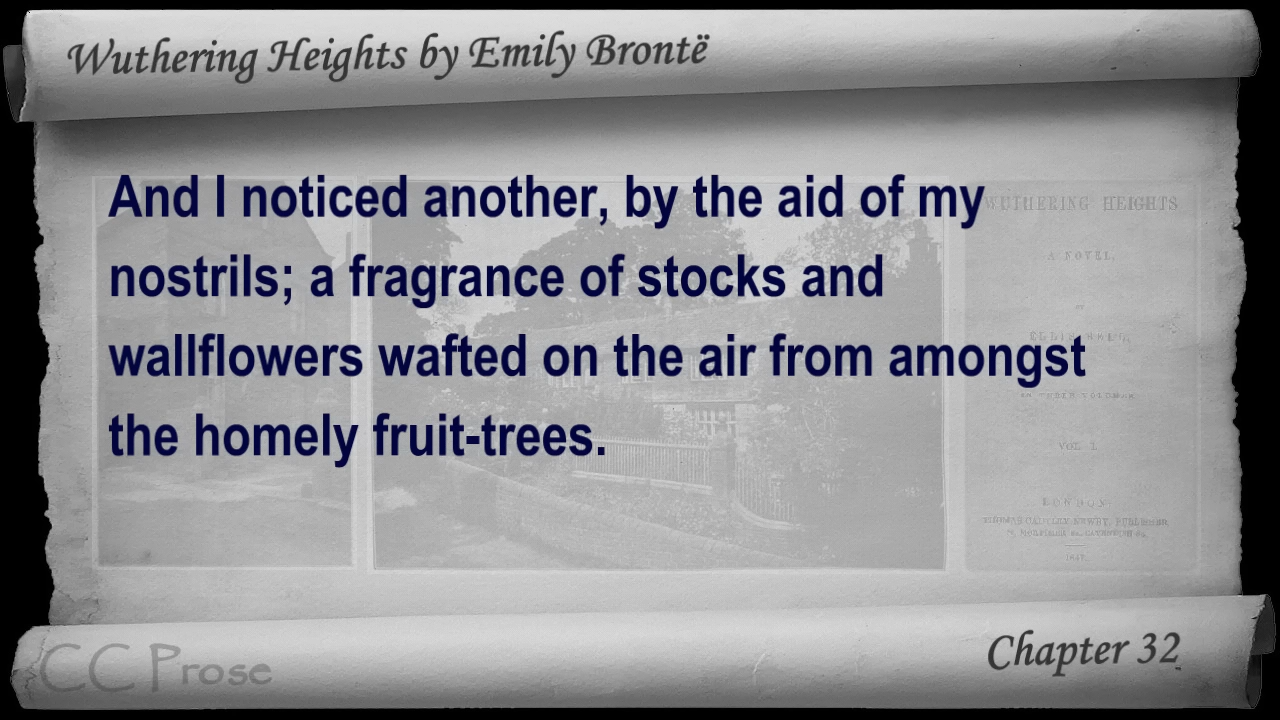 Wuthering Heights by Emily Brontë
And I noticed another, by the aid of my
nostrils; a fragrance of stocks and
wallflowers wafted on the air from amongst
the homely fruit-trees.
WUTHERING HEIGHTS
A NOVEL,
VOL. I.
LONDON:
1847.
CC Prose
Chapter 32